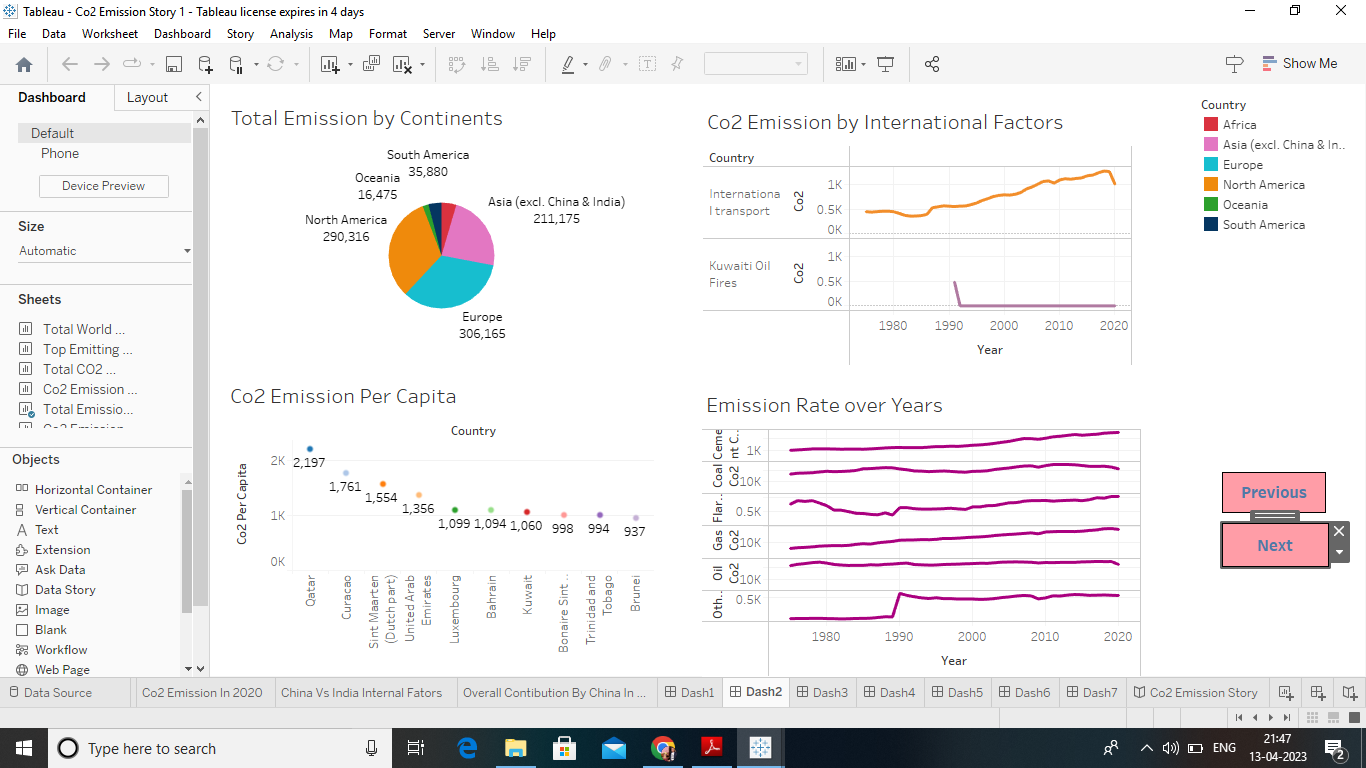 Tableau - Co2 Emission Story 1 - Tableau license expires in 4 days
File Data Worksheet Dashboard Story Analysis Map Format Server Window Help
Show Me
Dashboard Layout
Default
Phone
Device Preview
Size
Automatic
Sheets
Total World ...
Top Emitting ...
Total CO2 ...
Co2 Emission ...
Total Emissio...
Co2 Emission
Objects
Horizontal Container
Vertical Container
Text
Extension
Ask Data
Data Story
Image
Blank
Workflow
Web Page
Total Emission by Continents
South America
35,880
Oceania
16,475
Asia (excl. China & India)
211,175
North America
290,316
Europe
306,165
Co2 Emission by International Factors
Country
Internationa
l transport
Co2
1K
0.5K
0K
Kuwaiti Oil
Fires
Co2
1K
0.5K
0K
1980 1990 2000 2010 2020
Year
Country
Africa
Asia (excl. China & In..
Europe
North America
Oceania
South America
Co2 Emission Per Capita
Country
Co2 Per Capita
2K
1K
0K
2,197
1,761
1,554
1,356
1,099
1,094
1,060
998
994
937
Qatar
Curacao
Sint Maarten
(Dutch part)
United Arab
Emirates
Luxembourg
Bahrain
Kuwait
Bonaire Sint ..
Trinidad and
Tobago
Brunei
Emission Rate over Years
Ceme
nt C..
1K
Coal
Co2
10K
Flar..
0.5K
Gas
Co2
10K
Oil
Co2
10K
Oth..
0.5K
1980 1990 2000 2010 2020
Year
Previous
Next
Data Source
Co2 Emission In 2020
China Vs India Internal Fators
Overall Contibution By China In ...
Dash1
Dash2
Dash3
Dash4
Dash5
Dash6
Dash7
Co2 Emission Story
Type here to search
ENG
21:47
13-04-2023
2